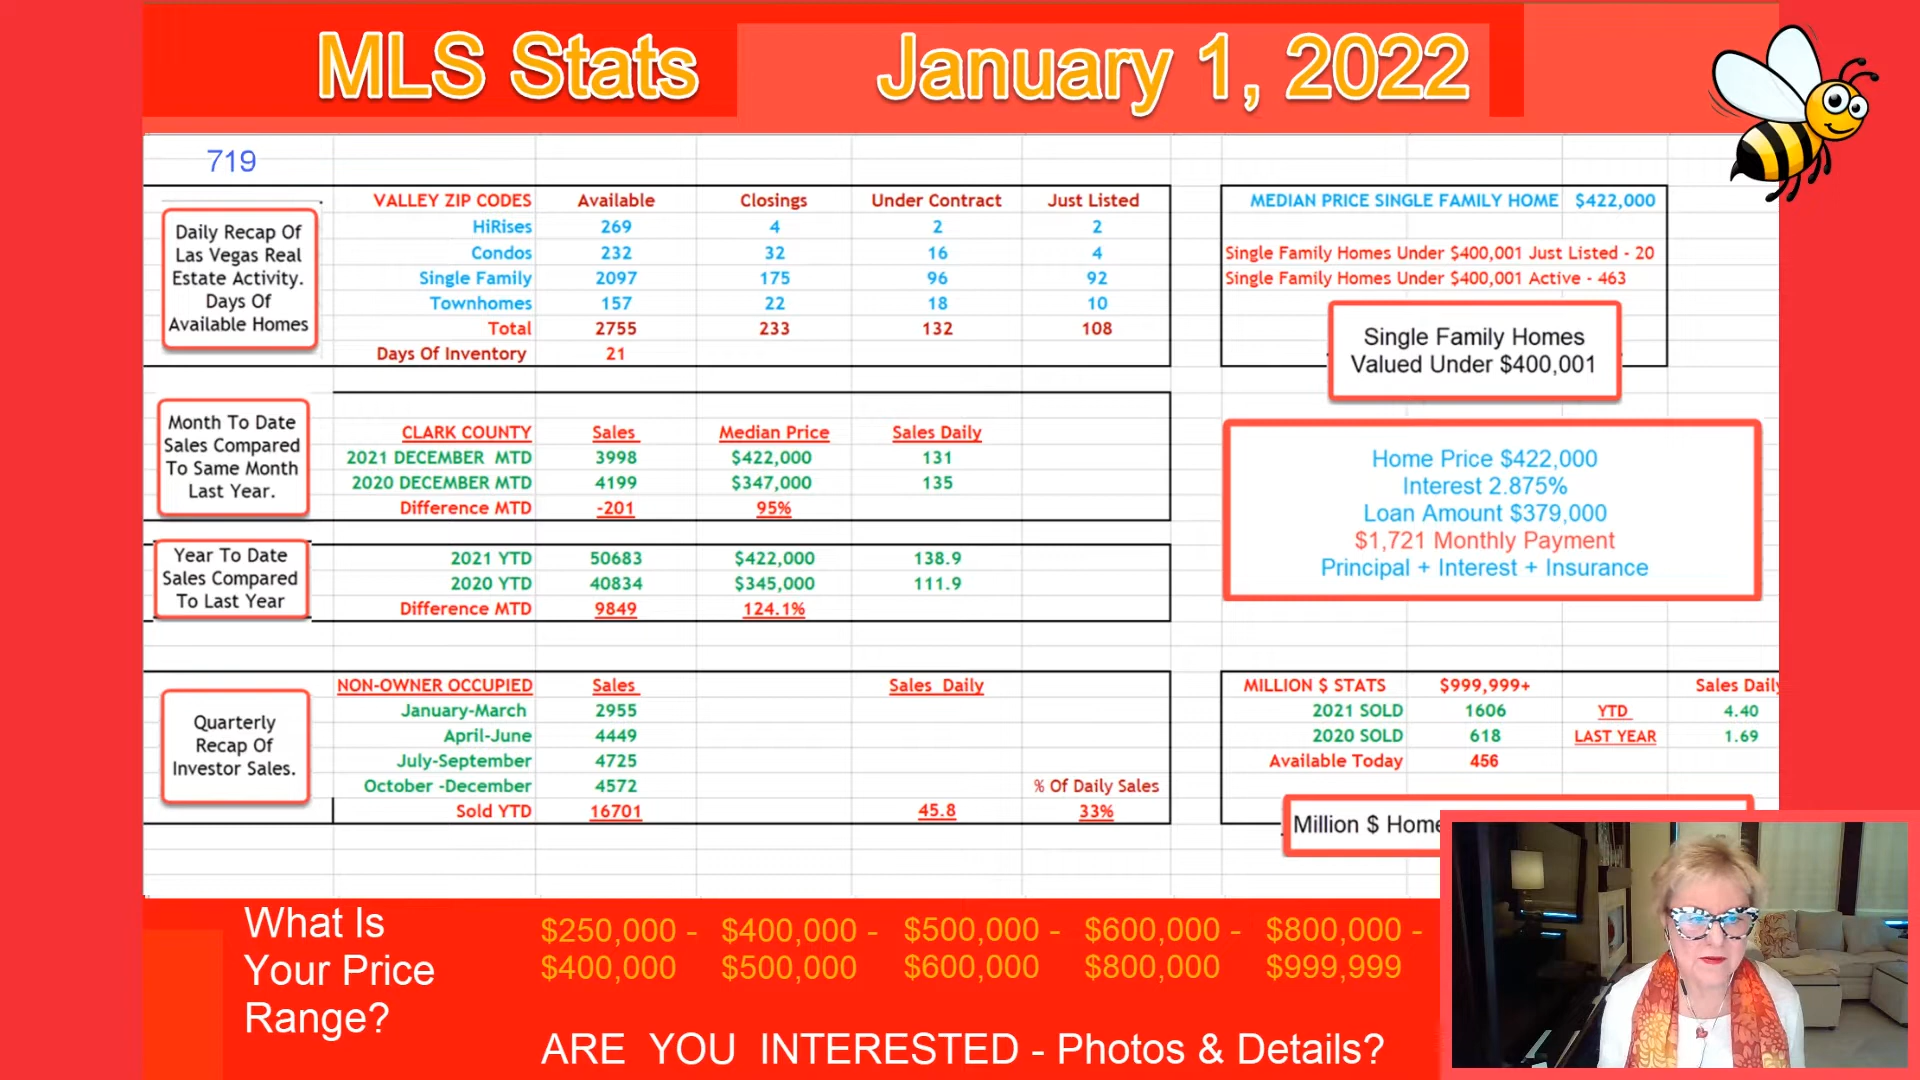 MLS Stats January 1, 2022
719
Daily Recap Of
Las Vegas Real
Estate Activity.
Days Of
Available Homes
VALLEY ZIP CODES Available Closings Under Contract Just Listed
HiRises 269 4 2 2
Condos 232 32 16 4
Single Family 2097 175 96 92
Townhomes 157 22 18 10
Total 2755 233 132 108
Days Of Inventory 21
MEDIAN PRICE SINGLE FAMILY HOME $422,000
Single Family Homes Under $400,001 Just Listed - 20
Single Family Homes Under $400,001 Active - 463
Single Family Homes
Valued Under $400,001
Month To Date
Sales Compared
To Same Month
Last Year.
CLARK COUNTY Sales Median Price Sales Daily
2021 DECEMBER MTD 3998 $422,000 131
2020 DECEMBER MTD 4199 $347,000 135
Difference MTD -201 95%
Home Price $422,000
Interest 2.875%
Loan Amount $379,000
$1,721 Monthly Payment
Principal + Interest + Insurance
Year To Date
Sales Compared
To Last Year
2021 YTD 50683 $422,000 138.9
2020 YTD 40834 $345,000 111.9
Difference MTD 9849 124.1%
Quarterly
Recap Of
Investor Sales.
NON-OWNER OCCUPIED Sales Sales Daily
January-March 2955
April-June 4449
July-September 4725
October -December 4572 % Of Daily Sales
Sold YTD 16701 45.8 33%
MILLION $ STATS $999,999+ Sales Daily
2021 SOLD 1606 YTD 4.40
2020 SOLD 618 LAST YEAR 1.69
Available Today 456
Million $ Home
What Is
Your Price
Range?
$250,000 - $400,000 - $500,000 - $600,000 - $800,000 -
$400,000 $500,000 $600,000 $800,000 $999,999
ARE YOU INTERESTED - Photos & Details?